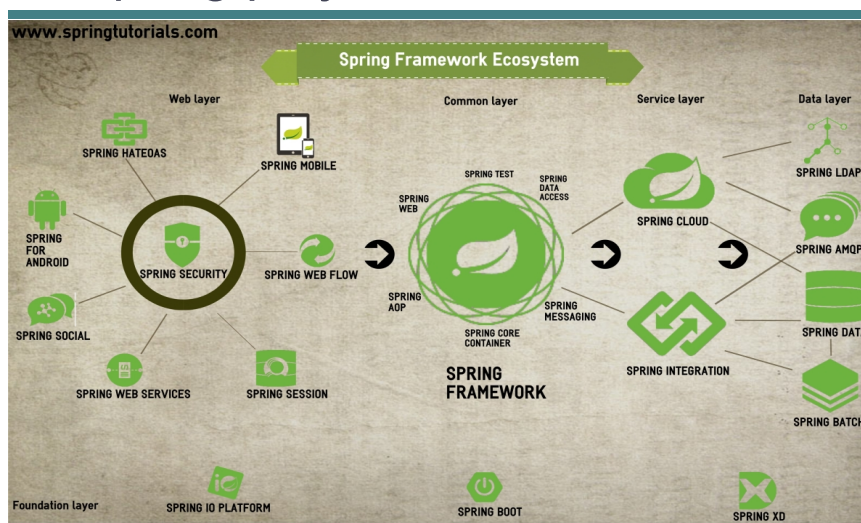 www.springtutorials.com
Spring Framework Ecosystem
Web layer
Common layer
Service layer
Data layer
SPRING HATEOAS
SPRING MOBILE
SPRING TEST
SPRING
DATA
ACCESS
SPRING
WEB
SPRING LDAP
SPRING CLOUD
SPRING
FOR
ANDROID
SPRING SECURITY
SPRING WEB FLOW
SPRING AMQP
SPRING
AOP
SPRING
MESSAGING
SPRING SOCIAL
SPRING CORE
CONTAINER
SPRING DATA
SPRING
FRAMEWORK
SPRING INTEGRATION
SPRING WEB SERVICES
SPRING SESSION
SPRING BATCH
Foundation layer
SPRING IO PLATFORM
SPRING BOOT
SPRING XD